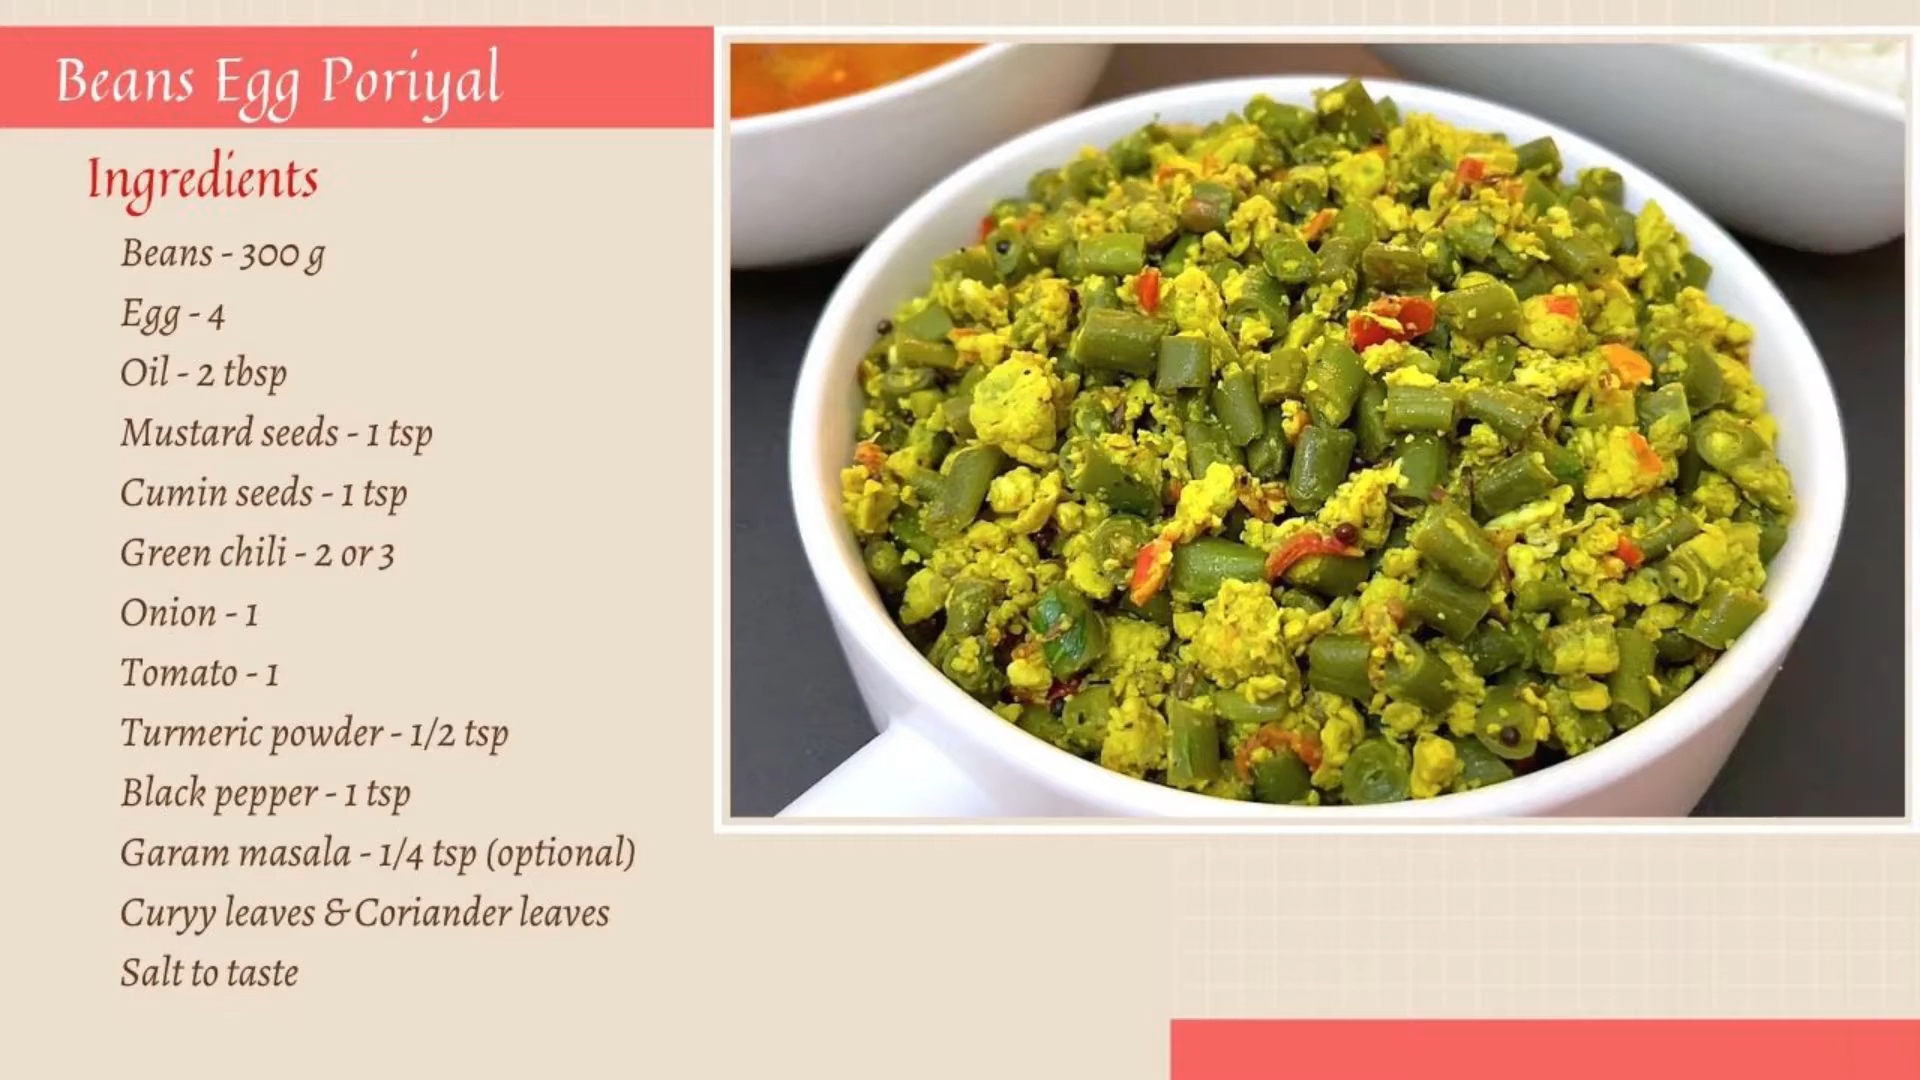 Beans Egg Poriyal
Ingredients
Beans - 300 g
Egg - 4
Oil - 2 tbsp
Mustard seeds - 1 tsp
Cumin seeds - 1 tsp
Green chili - 2 or 3
Onion - 1
Tomato - 1
Turmeric powder - 1/2 tsp
Black pepper - 1 tsp
Garam masala - 1/4 tsp (optional)
Curyy leaves & Coriander leaves
Salt to taste